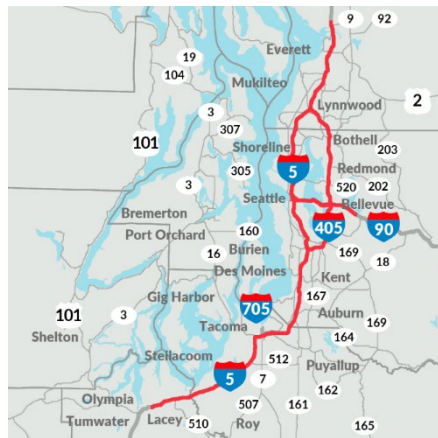 9 92
Everett
19
104
Mukilteo
Lynnwood
2
3
307
101
Bothell
203
Shoreline
5
Redmond
3
305
520 202
Seattle
Bellevue
Bremerton
405
90
Port Orchard
160
Burien
169
16
18
Des Moines
Kent
Gig Harbor
705
167
101
3
Auburn
169
Shelton
Tacoma
164
Steilacoom
512
Puyallup
5
7
162
Olympia
507
161
Tumwater
Lacey
510
Roy
165